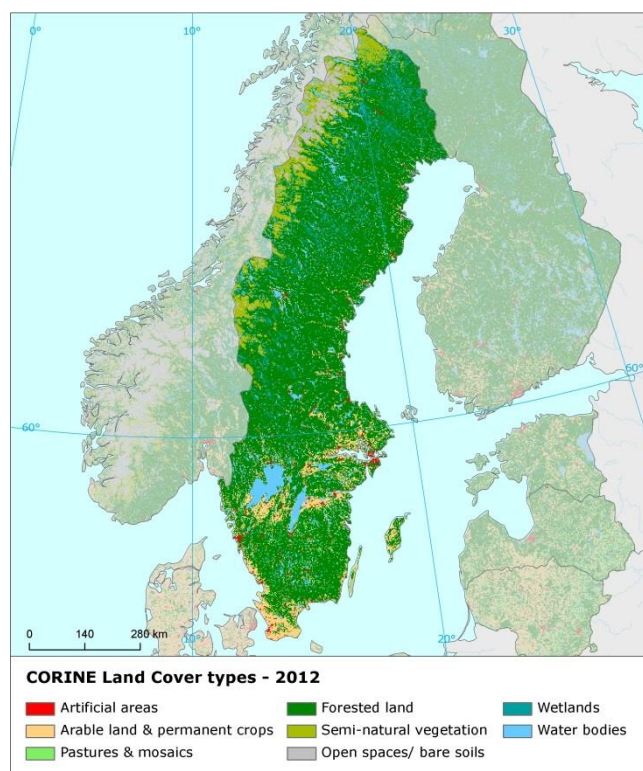 0°
10°
20°
30°
60°
60°
0 140 280 km
10°
20°
CORINE Land Cover types - 2012
Artificial areas
Forested land
Wetlands
Arable land & permanent crops
Semi-natural vegetation
Water bodies
Pastures & mosaics
Open spaces/ bare soils